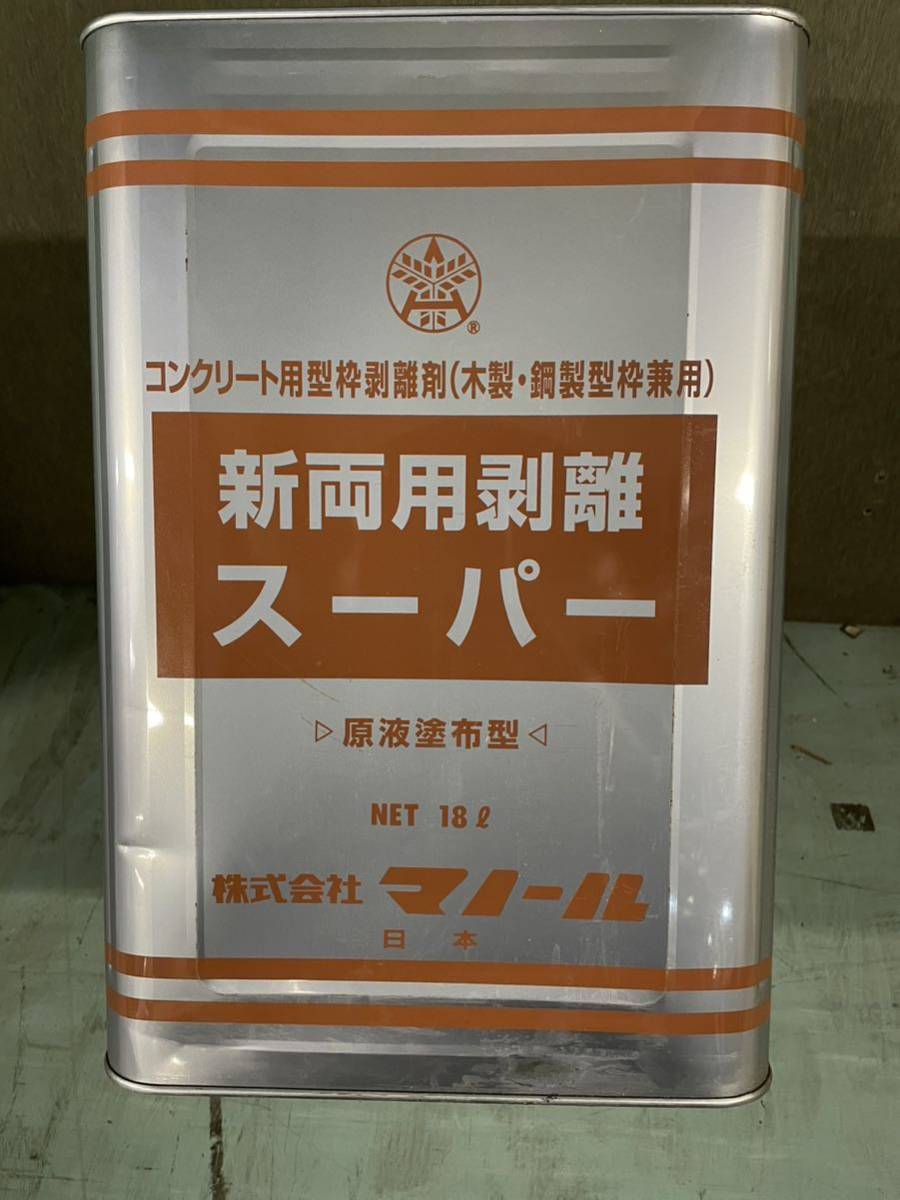 ®
コンクリート用型枠剥離剤(木製・鋼製型枠兼用)
新両用剥離
スーパー
▷原液塗布型◁
NET 18ℓ
株式会社 マノール
日本